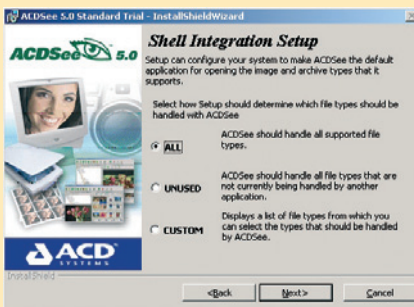 ACDSee 5.0 Standard Trial - InstallShieldWizard
ACDSee 5.0
Shell Integration Setup
Setup can configure your system to make ACDSee the default
application for opening the image and archive types that it
supports.
Select how Setup should determine which file types should be
handled with ACDSee
ALL
ACDSee should handle all supported file
types.
UNUSED
ACDSee should handle all file types that are
not currently being handled by another
application.
CUSTOM
Displays a list of file types from which you
can select the types that should be handled
by ACDSee.
ACD
SYSTEMS
InstallShield
<Back
Next>
Cancel